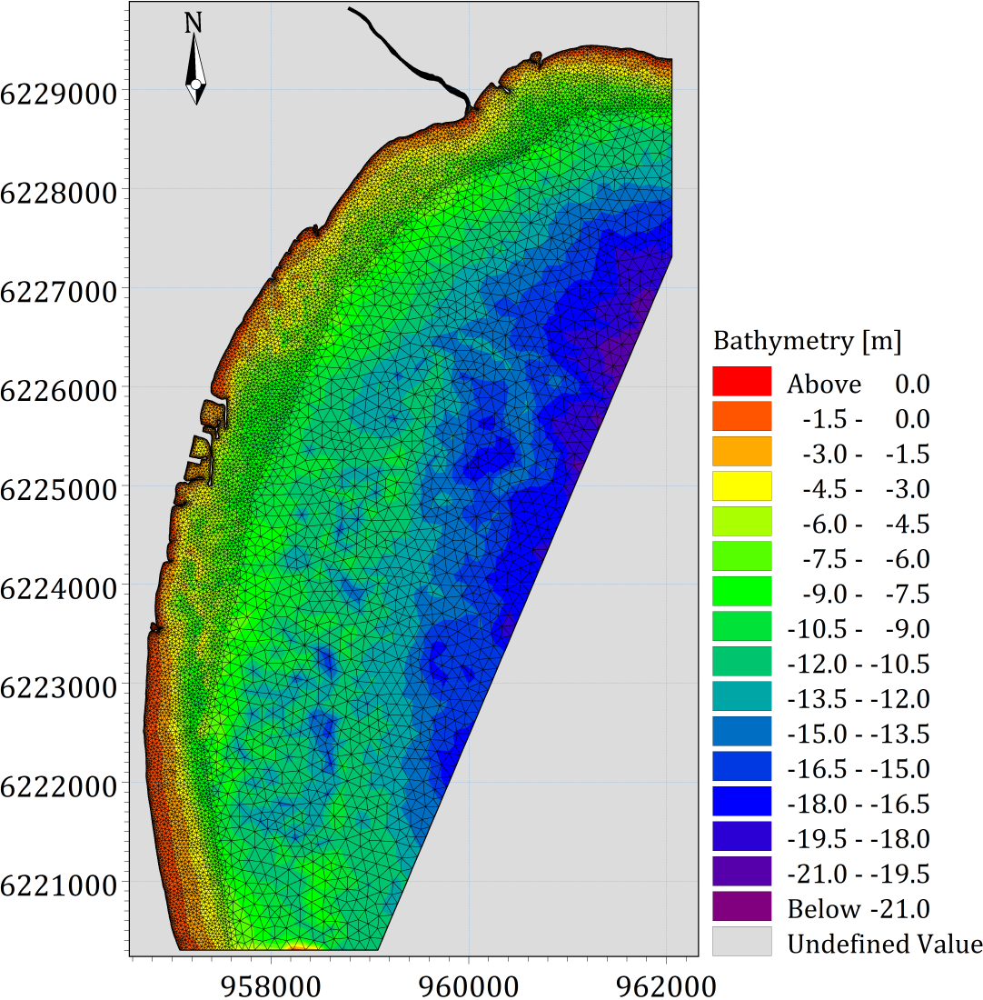 N
6229000
6228000
6227000
6226000
6225000
6224000
6223000
6222000
6221000
958000 960000 962000
Bathymetry [m]
Above 0.0
-1.5 - 0.0
-3.0 - -1.5
-4.5 - -3.0
-6.0 - -4.5
-7.5 - -6.0
-9.0 - -7.5
-10.5 - -9.0
-12.0 - -10.5
-13.5 - -12.0
-15.0 - -13.5
-16.5 - -15.0
-18.0 - -16.5
-19.5 - -18.0
-21.0 - -19.5
Below -21.0
Undefined Value